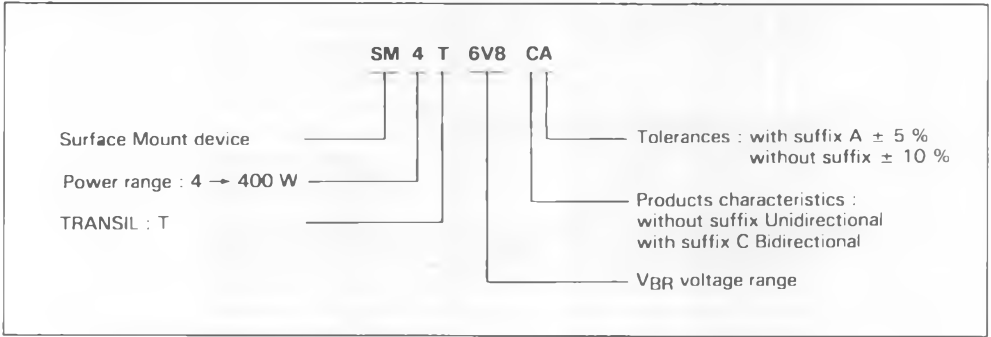 SM 4 T 6V8 CA
Surface Mount device
Power range : 4 → 400 W
TRANSIL : T
Tolerances : with suffix A ± 5 %
without suffix ± 10 %
Products characteristics :
without suffix Unidirectional
with suffix C Bidirectional
VBR voltage range